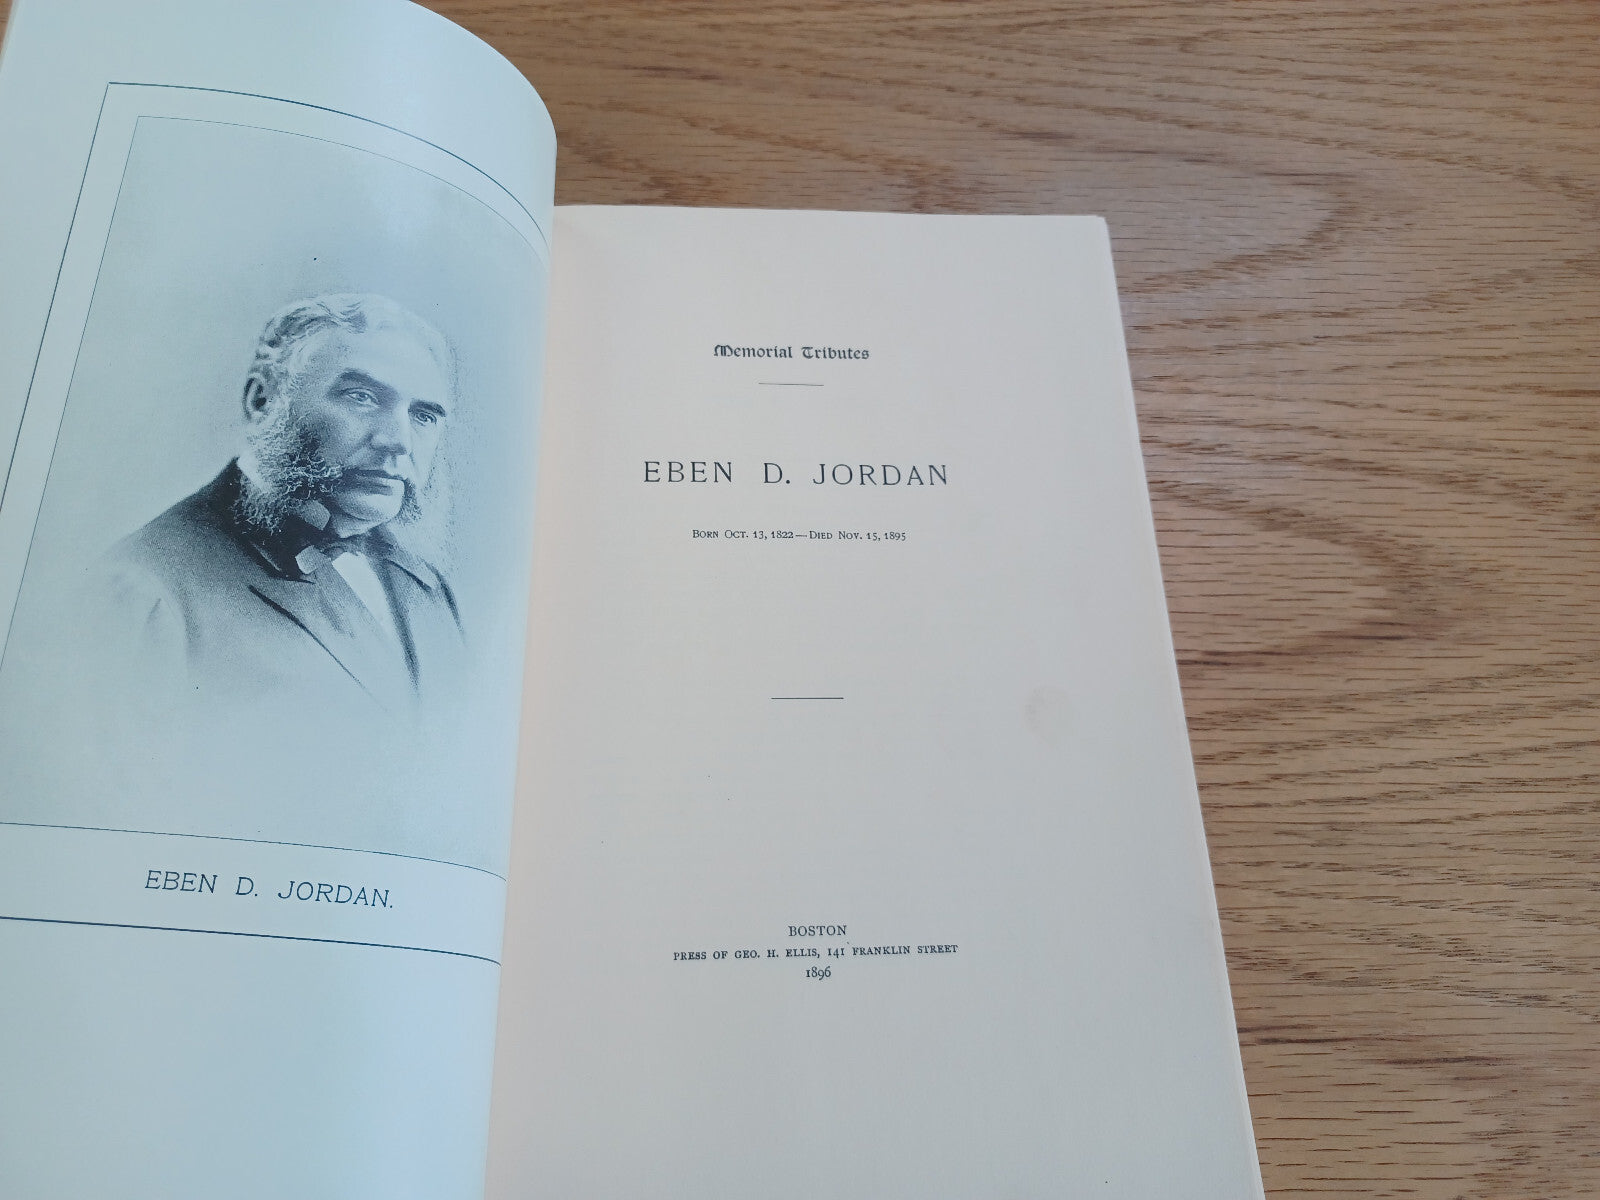 EBEN D. JORDAN.
Memorial Tributes
EBEN D. JORDAN
BORN OCT. 13, 1822—DIED NOV. 15, 1895
BOSTON
PRESS OF GEO. H. ELLIS, 141 FRANKLIN STREET
1896